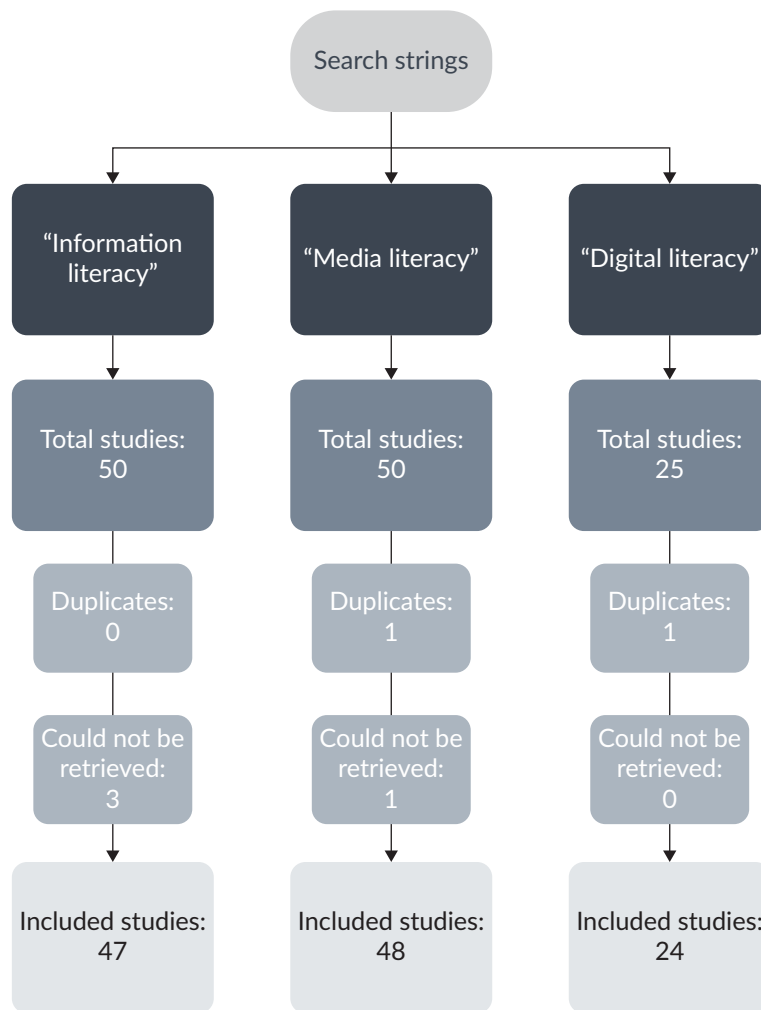 Search strings
“Information
literacy”
“Media literacy”
“Digital literacy”
Total studies:
50
Total studies:
50
Total studies:
25
Duplicates:
0
Duplicates:
1
Duplicates:
1
Could not be
retrieved:
3
Could not be
retrieved:
1
Could not be
retrieved:
0
Included studies:
47
Included studies:
48
Included studies:
24